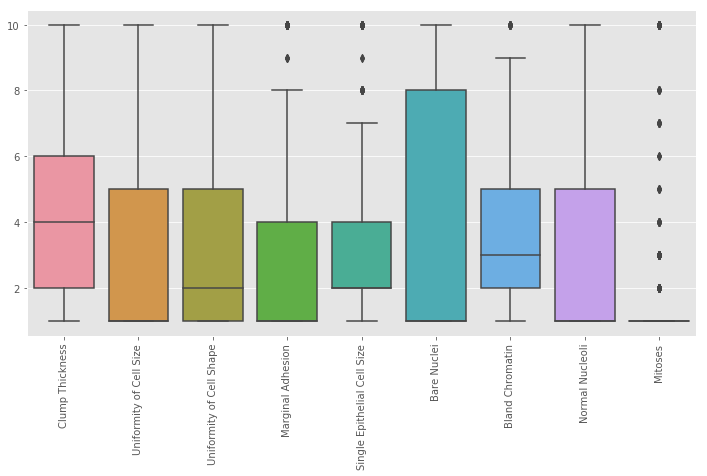 10
8
6
4
2
Clump Thickness
Uniformity of Cell Size
Uniformity of Cell Shape
Marginal Adhesion
Single Epithelial Cell Size
Bare Nuclei
Bland Chromatin
Normal Nucleoli
Mitoses